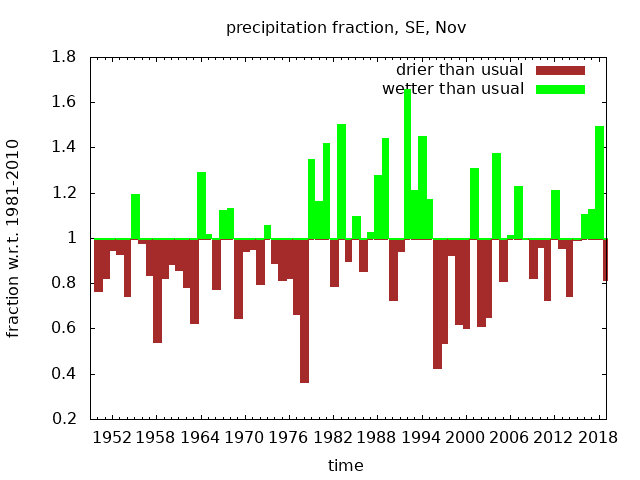 precipitation fraction, SE, Nov
drier than usual
wetter than usual
fraction w.r.t. 1981-2010
1.8
1.6
1.4
1.2
1
0.8
0.6
0.4
0.2
1952 1958 1964 1970 1976 1982 1988 1994 2000 2006 2012 2018
time